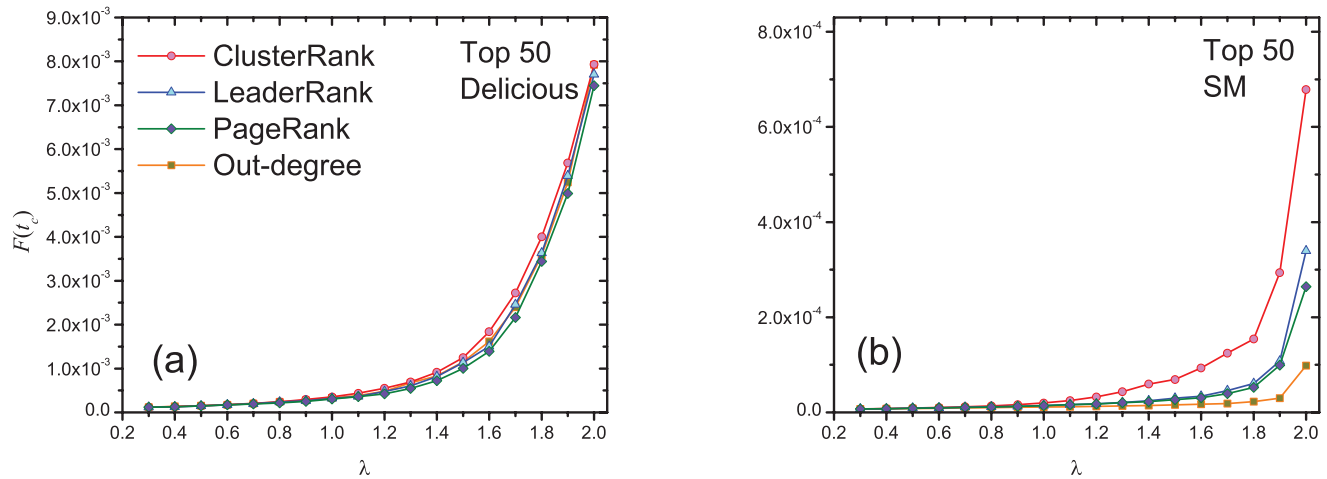 9.0x10⁻³
8.0x10⁻³
7.0x10⁻³
6.0x10⁻³
5.0x10⁻³
4.0x10⁻³
3.0x10⁻³
2.0x10⁻³
1.0x10⁻³
0.0
F(t_c)
ClusterRank
LeaderRank
PageRank
Out-degree
Top 50
Delicious
(a)
0.2 0.4 0.6 0.8 1.0 1.2 1.4 1.6 1.8 2.0
λ
8.0x10⁻⁴
6.0x10⁻⁴
4.0x10⁻⁴
2.0x10⁻⁴
0.0
Top 50
SM
(b)
0.2 0.4 0.6 0.8 1.0 1.2 1.4 1.6 1.8 2.0
λ